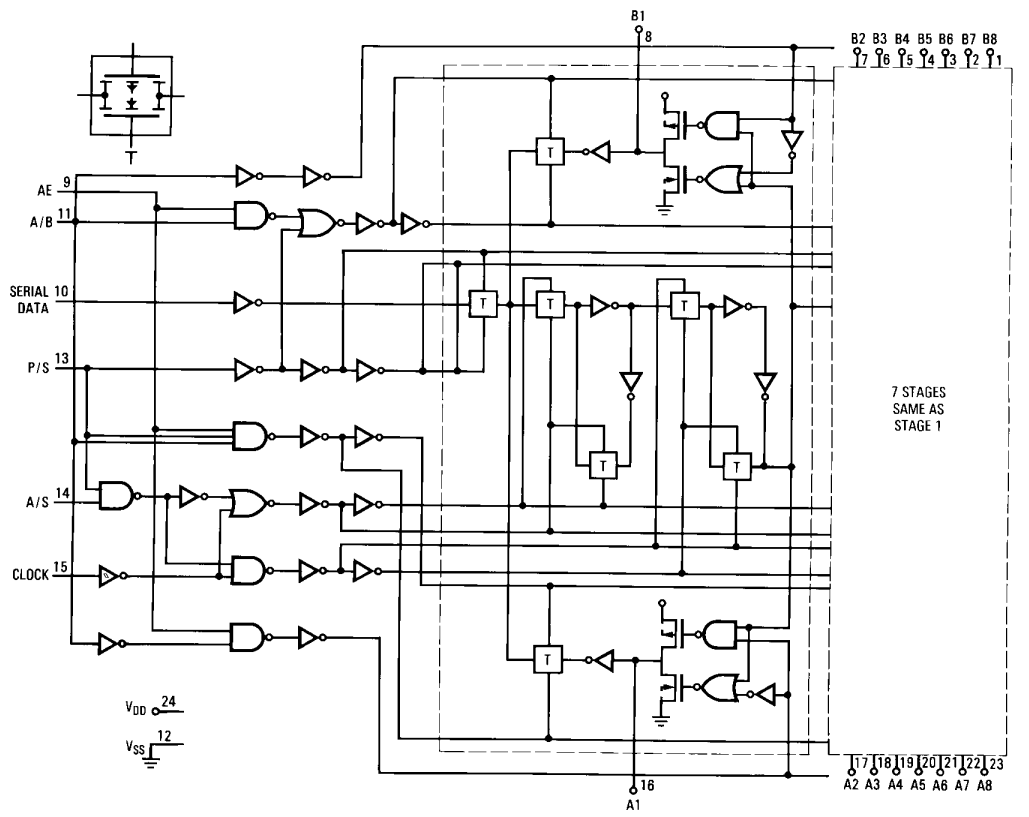 B1
8
B2 B3 B4 B5 B6 B7 B8
7 6 5 4 3 2 1
T
T
AE 9
A/B 11
SERIAL DATA 10
T T T
P/S 13
7 STAGES
SAME AS
STAGE 1
T T
A/S 14
CLOCK 15
T
VDD 24
VSS 12
16
A1
17 18 19 20 21 22 23
A2 A3 A4 A5 A6 A7 A8